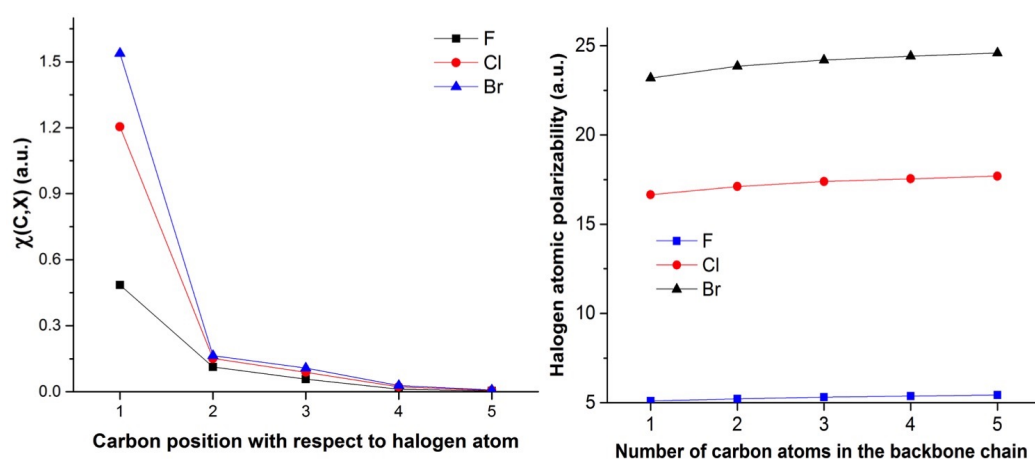 χ(C,X) (a.u.)
1.5
1.2
0.9
0.6
0.3
0.0
F
Cl
Br
1 2 3 4 5
Carbon position with respect to halogen atom
Halogen atomic polarizability (a.u.)
25
20
15
10
5
F
Cl
Br
1 2 3 4 5
Number of carbon atoms in the backbone chain